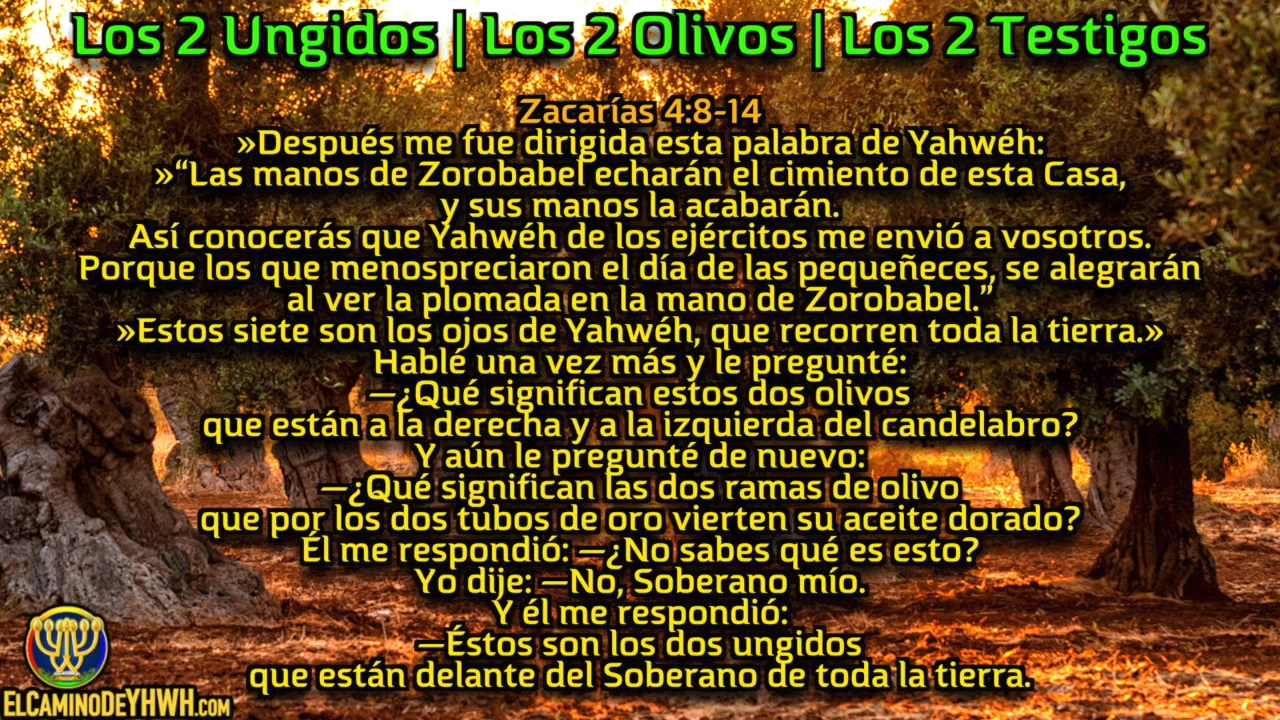 Los 2 Ungidos | Los 2 Olivos | Los 2 Testigos
Zacarías 4:8-14
»Después me fue dirigida esta palabra de Yahwéh:
»“Las manos de Zorobabel echarán el cimiento de esta Casa,
y sus manos la acabarán.
Así conocerás que Yahwéh de los ejércitos me envió a vosotros.
Porque los que menospreciaron el día de las pequeñeces, se alegrarán
al ver la plomada en la mano de Zorobabel.”
»Estos siete son los ojos de Yahwéh, que recorren toda la tierra.»
Hablé una vez más y le pregunté:
—¿Qué significan estos dos olivos
que están a la derecha y a la izquierda del candelabro?
Y aún le pregunté de nuevo:
—¿Qué significan las dos ramas de olivo
que por los dos tubos de oro vierten su aceite dorado?
Él me respondió: —¿No sabes qué es esto?
Yo dije: —No, Soberano mío.
Y él me respondió:
—Éstos son los dos ungidos
que están delante del Soberano de toda la tierra.
ELCAMINODEYHWH.com